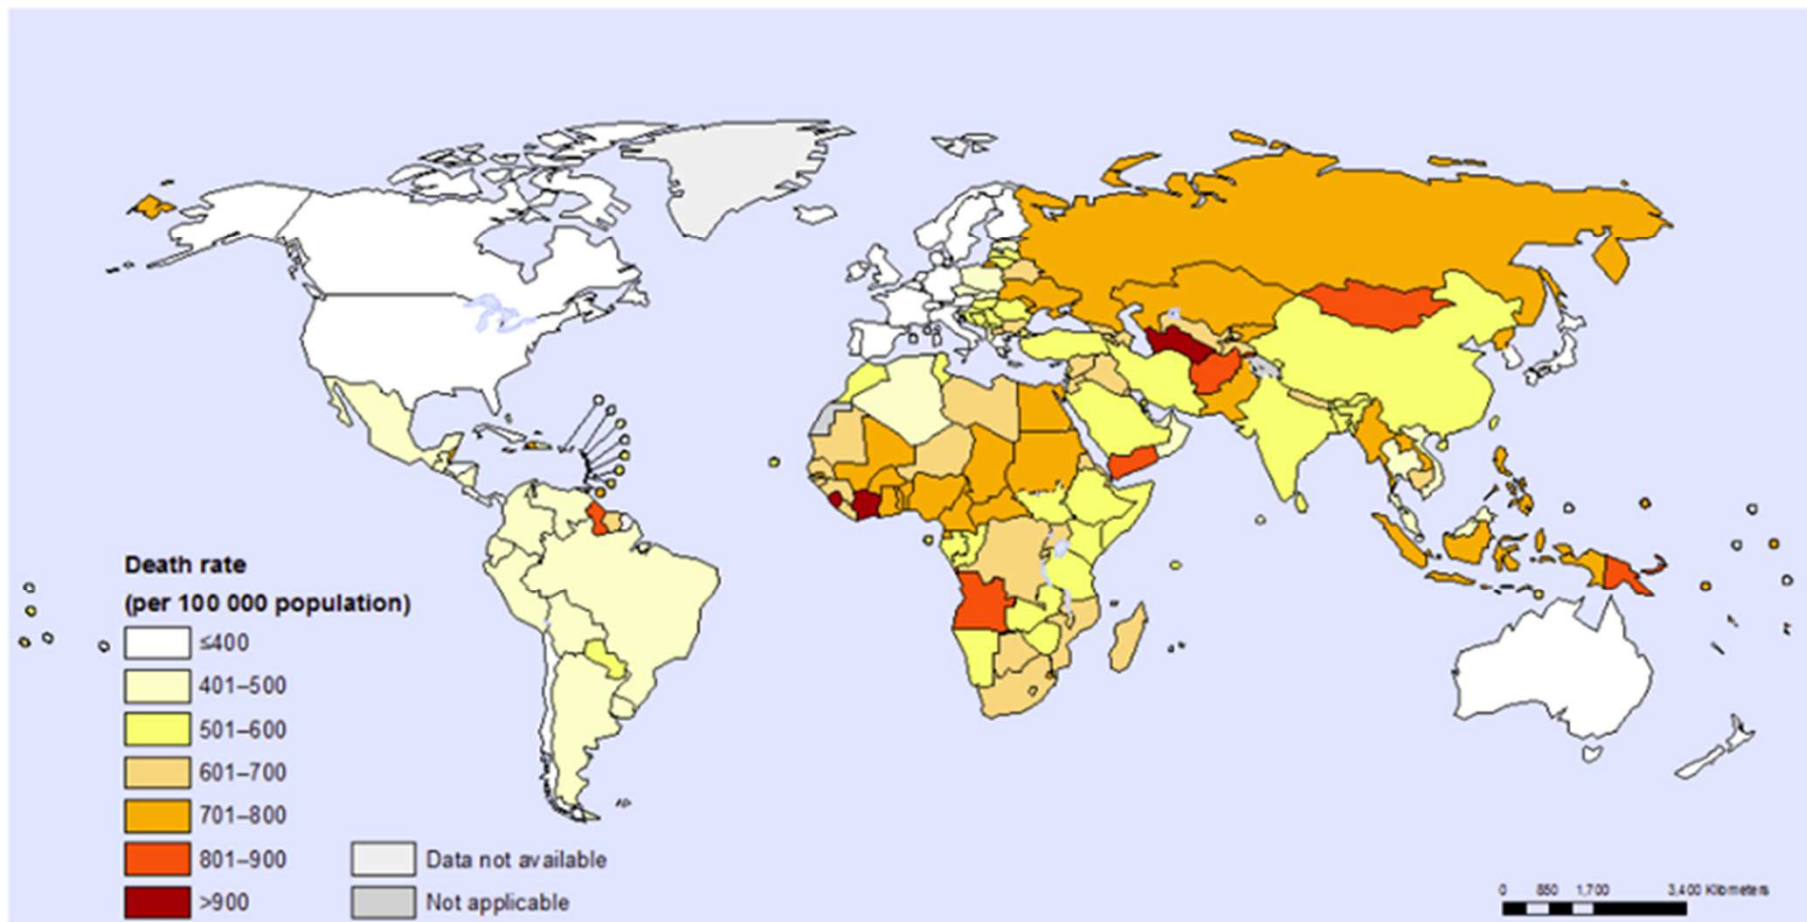 Death rate
(per 100 000 population)
≤400
401–500
501–600
601–700
701–800
801–900
>900
Data not available
Not applicable
0 850 1,700 3,400 Kilometers